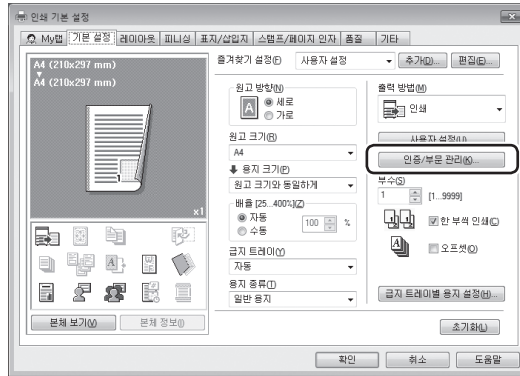 인쇄 기본 설정
My탭 기본 설정 레이아웃 피니싱 표지/삽입지 스탬프/페이지 인자 품질 기타
A4 (210x297 mm)
A4 (210x297 mm)
x1
본체 보기(V) 본체 정보(I)
즐겨찾기 설정(F) 사용자 설정 추가(D)... 편집(E)...
원고 방향(N)
세로
가로
원고 크기(R)
A4
용지 크기(P)
원고 크기와 동일하게
배율 [25...400%](Z)
자동
수동
100 %
급지 트레이(Y)
자동
용지 종류(T)
일반 용지
출력 방법(M)
인쇄
사용자 설정(U)...
인증/부문 관리(K)...
부수(S)
1 [1...9999]
한 부씩 인쇄(C)
오프셋(O)
급지 트레이별 용지 설정(H)...
초기화(L)
확인 취소 도움말